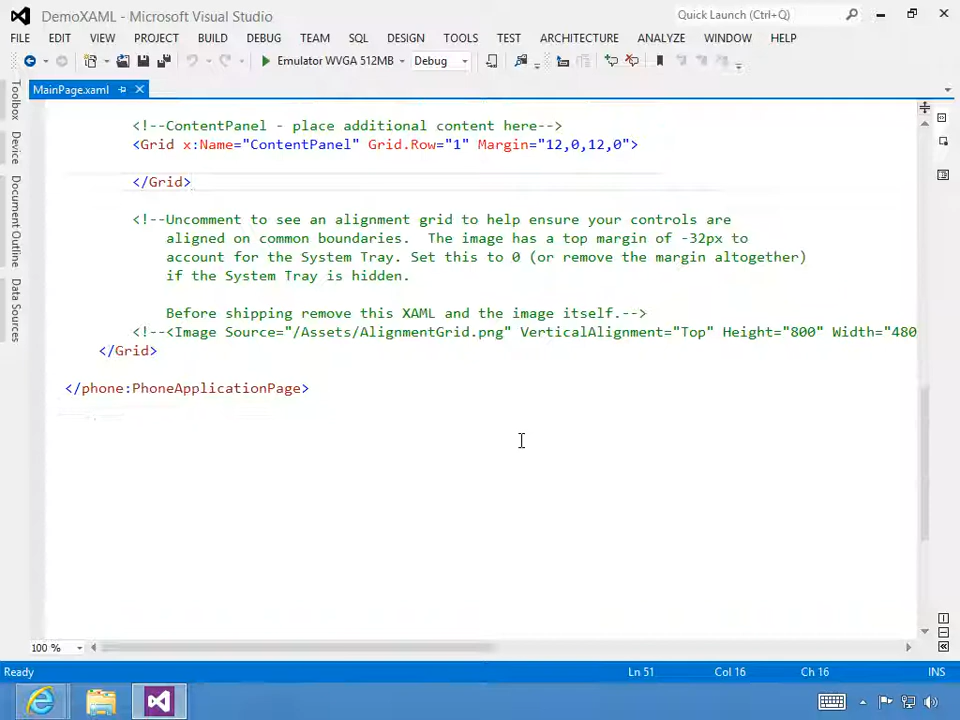 DemoXAML - Microsoft Visual Studio
Quick Launch (Ctrl+Q)
FILE EDIT VIEW PROJECT BUILD DEBUG TEAM SQL DESIGN TOOLS TEST ARCHITECTURE ANALYZE WINDOW HELP
Emulator WVGA 512MB Debug
MainPage.xaml
Toolbox
Device
Document Outline
Data Sources
<!--ContentPanel - place additional content here-->
<Grid x:Name="ContentPanel" Grid.Row="1" Margin="12,0,12,0">
</Grid>
<!--Uncomment to see an alignment grid to help ensure your controls are
aligned on common boundaries.  The image has a top margin of -32px to
account for the System Tray. Set this to 0 (or remove the margin altogether)
if the System Tray is hidden.
Before shipping remove this XAML and the image itself.-->
<!--<Image Source="/Assets/AlignmentGrid.png" VerticalAlignment="Top" Height="800" Width="480
</Grid>
</phone:PhoneApplicationPage>
100 %
Ready Ln 51 Col 16 Ch 16 INS